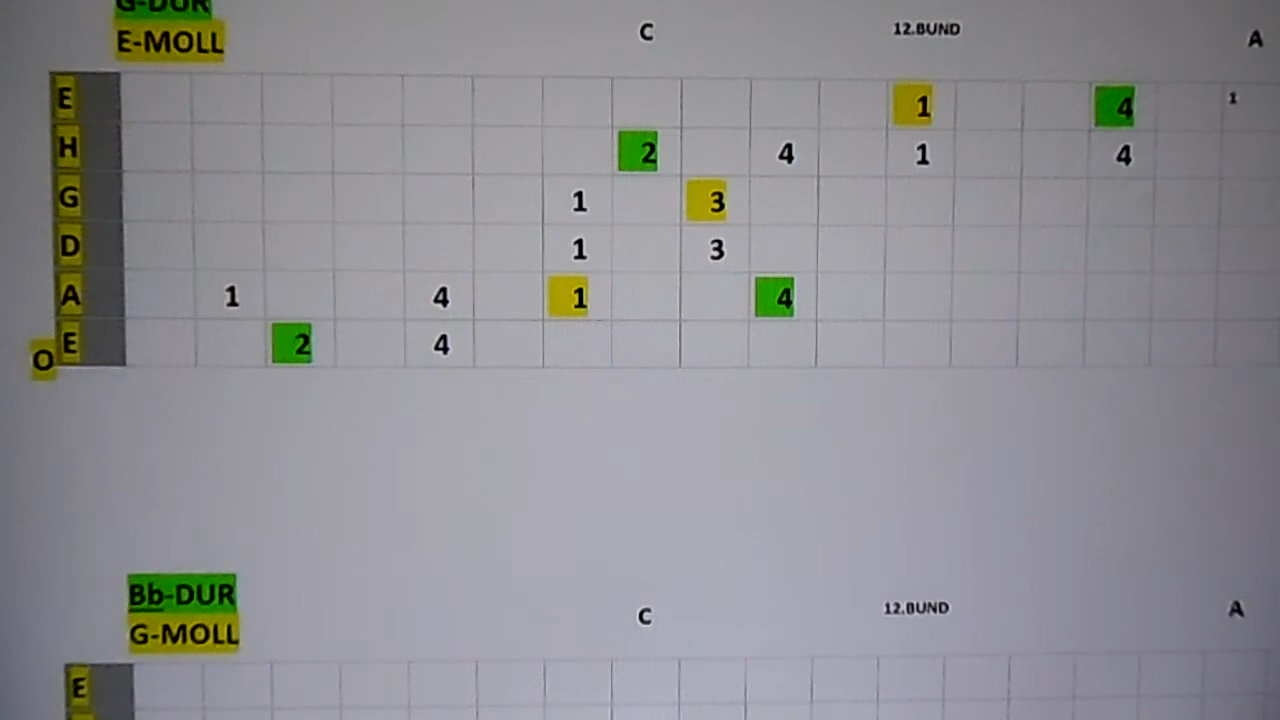 G-DUR
E-MOLL
C 12.BUND A
E 1 4 1
H 2 4 1 4
G 1 3
D 1 3
A 1 4 1 4
O E 2 4
Bb-DUR
G-MOLL
C 12.BUND A
E